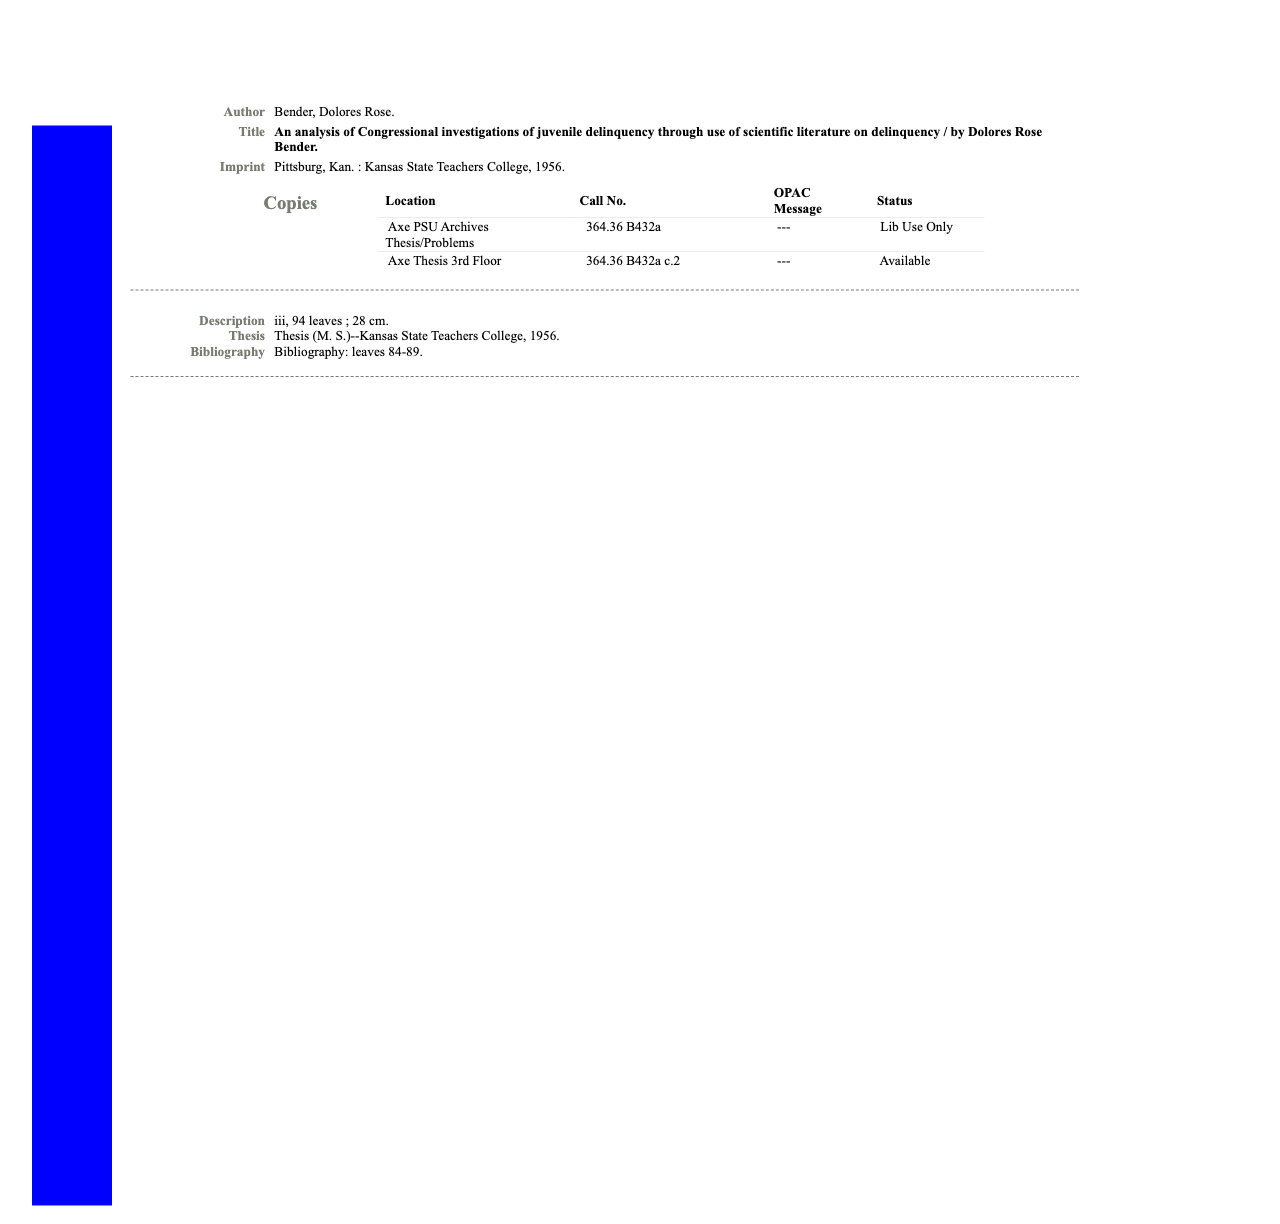 Author Bender, Dolores Rose.
Title An analysis of Congressional investigations of juvenile delinquency through use of scientific literature on delinquency / by Dolores Rose
Bender.
Imprint Pittsburg, Kan. : Kansas State Teachers College, 1956.
Copies
Location Call No. OPAC Message Status
Axe PSU Archives 364.36 B432a --- Lib Use Only
Thesis/Problems
Axe Thesis 3rd Floor 364.36 B432a c.2 --- Available
Description iii, 94 leaves ; 28 cm.
Thesis Thesis (M. S.)--Kansas State Teachers College, 1956.
Bibliography Bibliography: leaves 84-89.